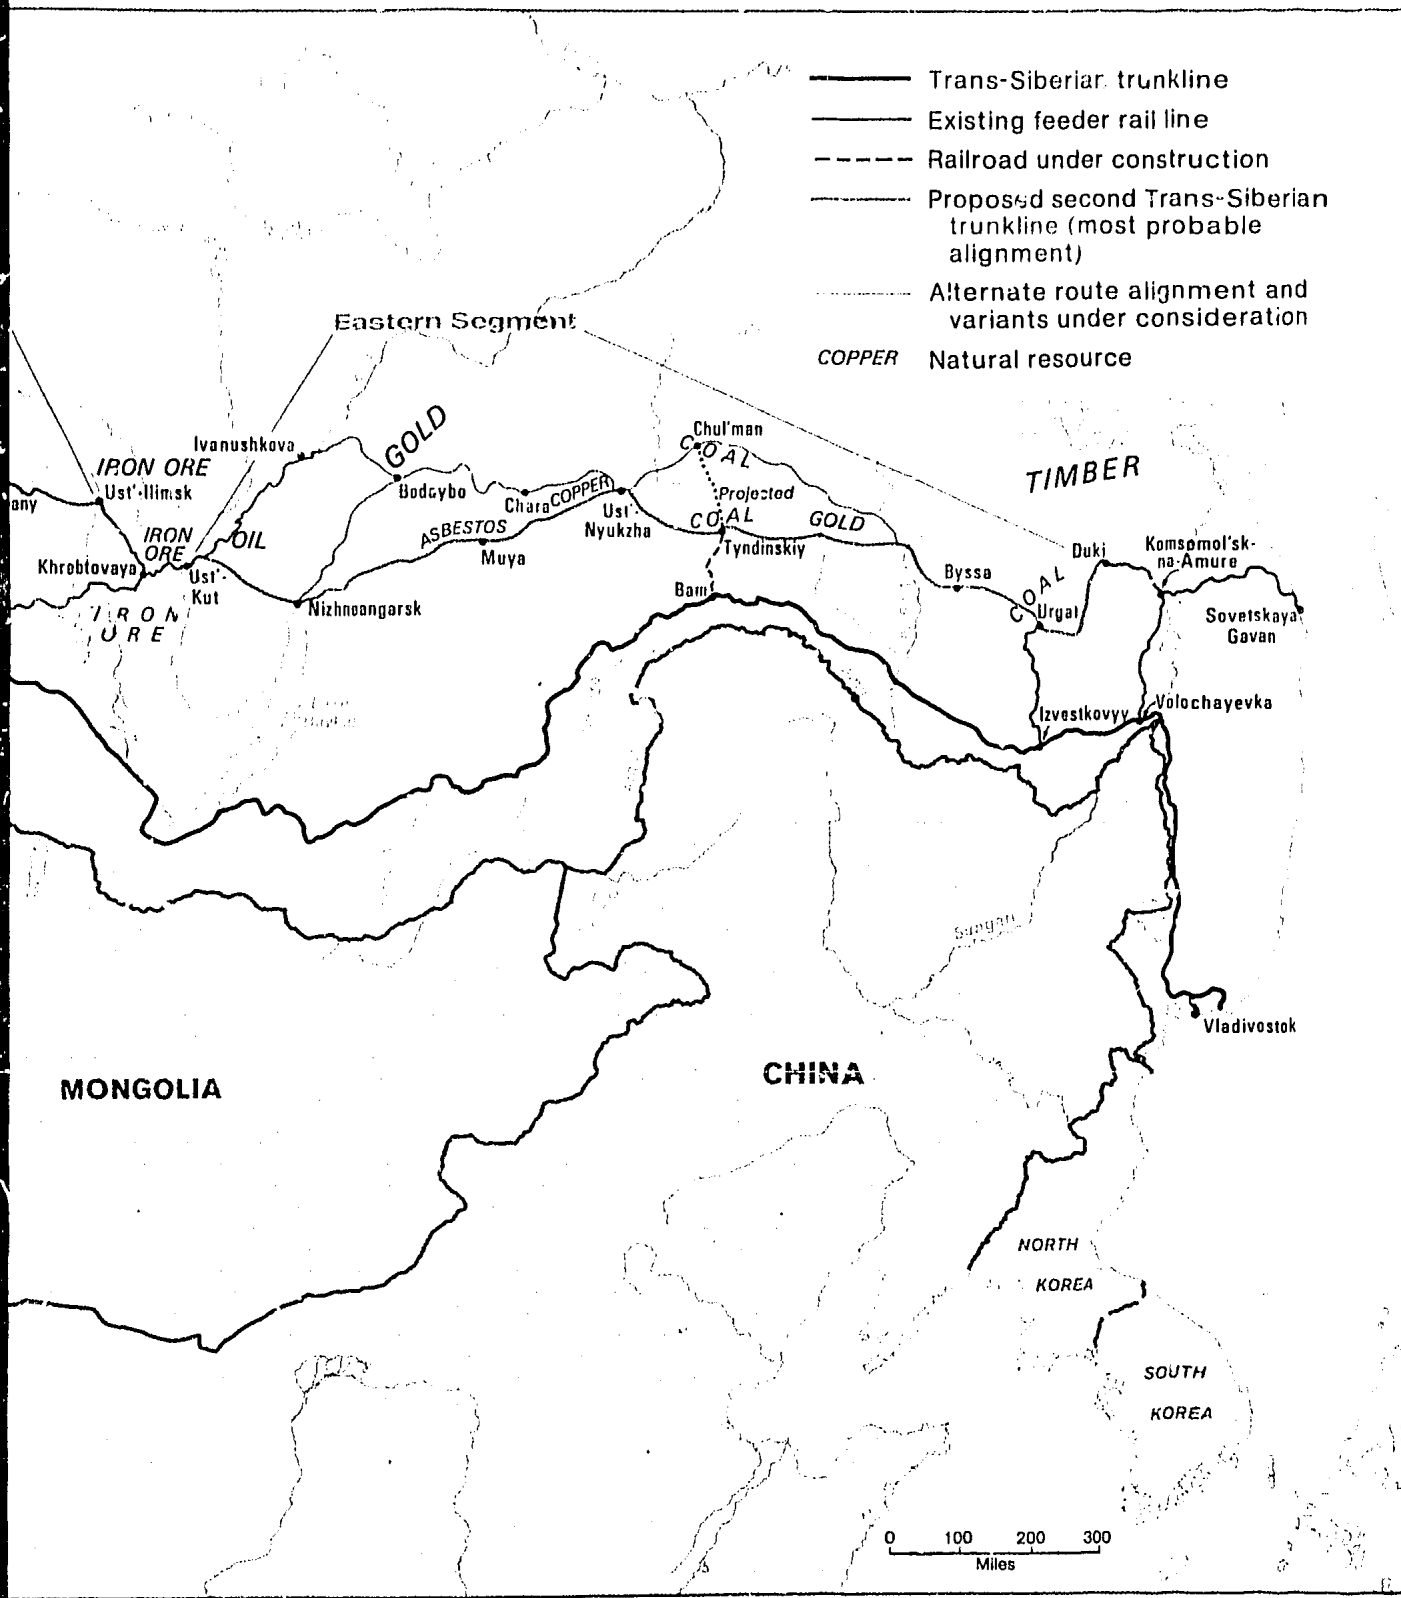 Trans-Siberian trunkline
Existing feeder rail line
Railroad under construction
Proposed second Trans-Siberian
trunkline (most probable
alignment)
Alternate route alignment and
variants under consideration
COPPER Natural resource
Eastern Segment
Ivanushkova
GOLD
Chul'man
COAL
TIMBER
IRON ORE
Ust'-Ilimsk
any
Bodaybo
Chara
COPPER
Projected
Ust'-
Nyukzha
COAL
GOLD
IRON
ORE
OIL
ASBESTOS
Muya
Tyndinskiy
Duki
Komsomol'sk-
na-Amure
Khrebtovaya
Ust'-
Kut
Bam
Byssa
COAL
Urgal
Nizhneangarsk
IRON
ORE
Sovetskaya
Gavan
Izvestkovyy
Volochayevka
Sungari
Vladivostok
MONGOLIA
CHINA
NORTH
KOREA
SOUTH
KOREA
0 100 200 300
Miles